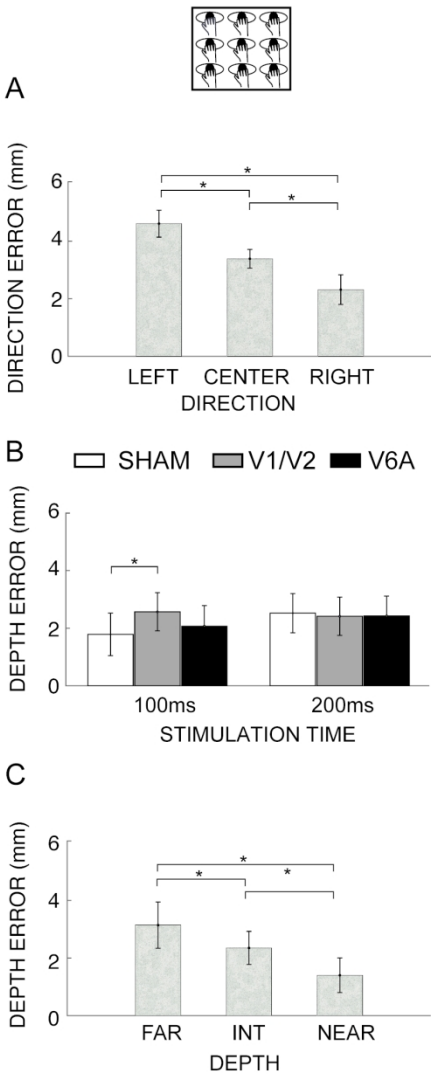 A
DIRECTION ERROR (mm)
6
4
2
0
* * *
LEFT CENTER RIGHT
DIRECTION
B
SHAM V1/V2 V6A
DEPTH ERROR (mm)
6
4
2
0
*
100ms 200ms
STIMULATION TIME
C
DEPTH ERROR (mm)
6
4
2
0
* * *
FAR INT NEAR
DEPTH